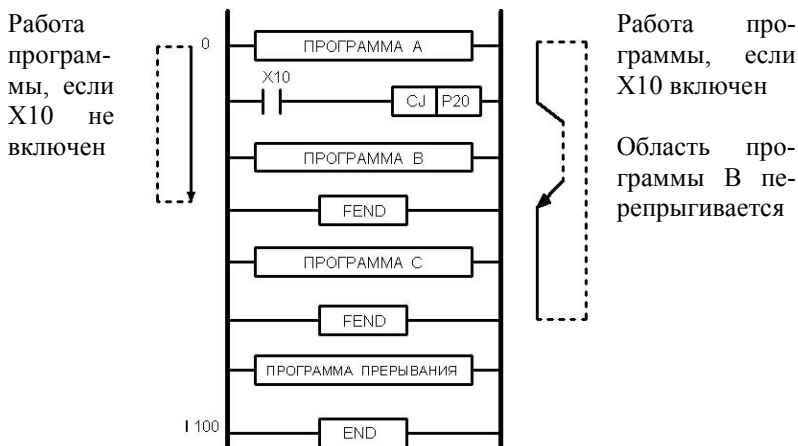 Работа
програм-
мы, если
X10 не
включен
0
ПРОГРАММА А
X10
CJ P20
ПРОГРАММА В
FEND
ПРОГРАММА С
FEND
ПРОГРАММА ПРЕРЫВАНИЯ
I 100
END
Работа про-
граммы, если
X10 включен
Область про-
граммы В пе-
репрыгивается